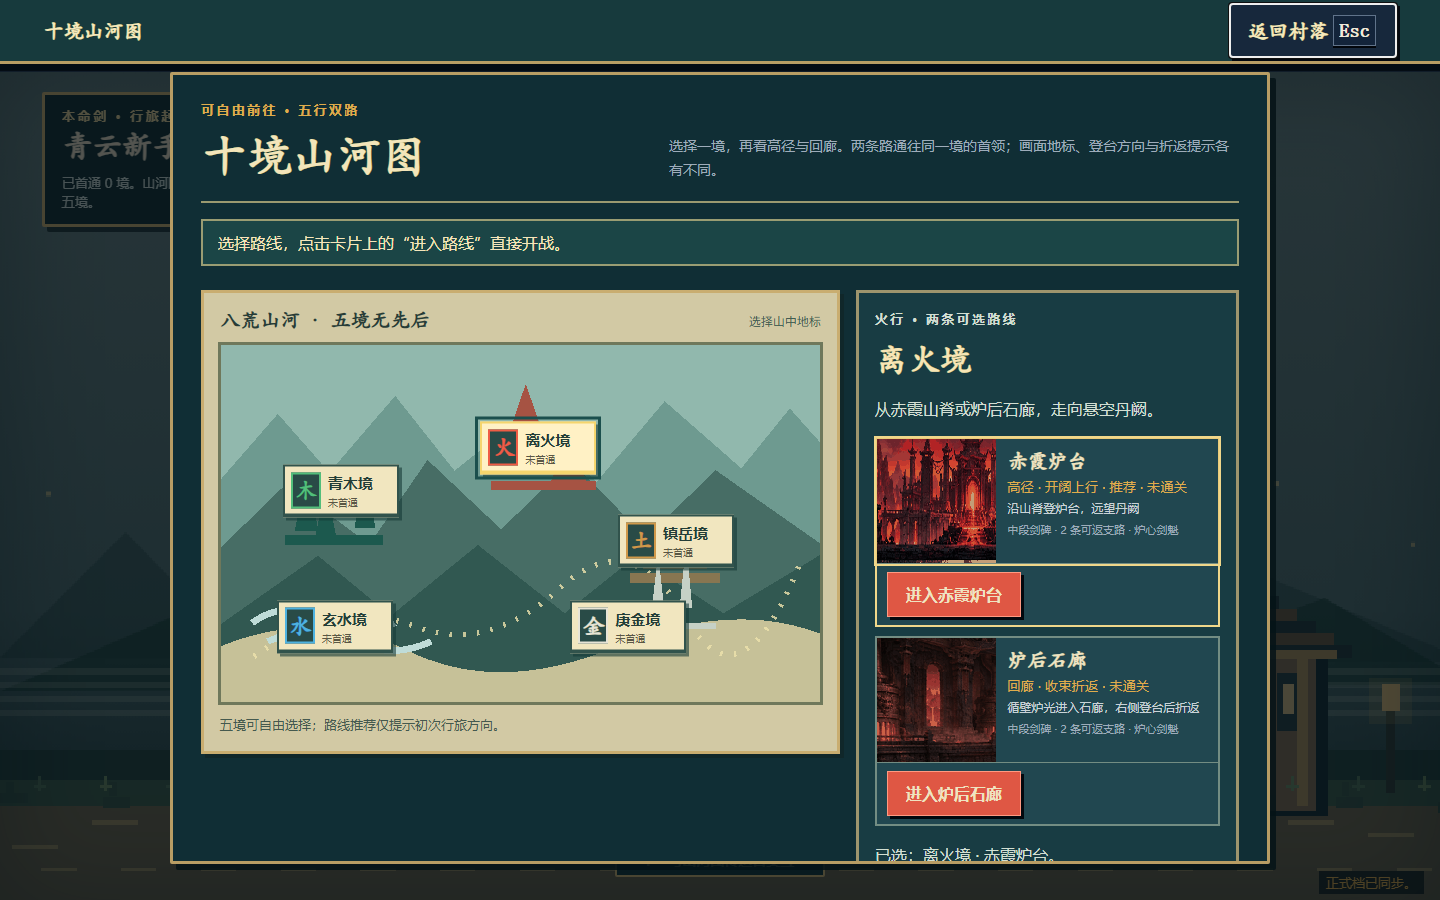 十境山河图
返回村落 Esc
本命剑 • 行旅
青云新手
已首通 0 境。山河
五境。
可自由前往 • 五行双路
十境山河图
选择一境，再看高径与回廊。两条路通往同一境的首领；画面地标、登台方向与折返提示各
有不同。
选择路线，点击卡片上的“进入路线”直接开战。
八荒山河 · 五境无先后
选择山中地标
火
离火境
未首通
木
青木境
未首通
土
镇岳境
未首通
水
玄水境
未首通
金
庚金境
未首通
五境可自由选择；路线推荐仅提示初次行旅方向。
火行 • 两条可选路线
离火境
从赤霞山脊或炉后石廊，走向悬空丹阙。
赤霞炉台
高径 · 开阔上行 · 推荐 · 未通关
沿山脊登炉台，远望丹阙
中段剑碑 · 2 条可返支路 · 炉心剑魁
进入赤霞炉台
炉后石廊
回廊 · 收束折返 · 未通关
循壁炉光进入石廊，右侧登台后折返
中段剑碑 · 2 条可返支路 · 炉心剑魁
进入炉后石廊
已选：离火境 · 赤霞炉台。
正式档已同步。